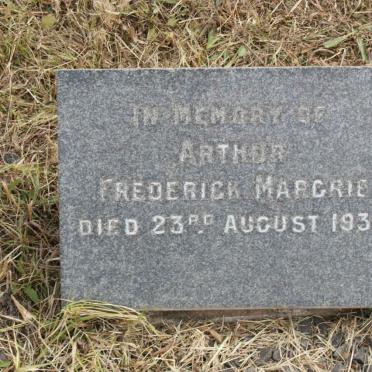 IN MEMORY OF
ARTHUR
FREDERICK MARGRIE
DIED 23RD AUGUST 193